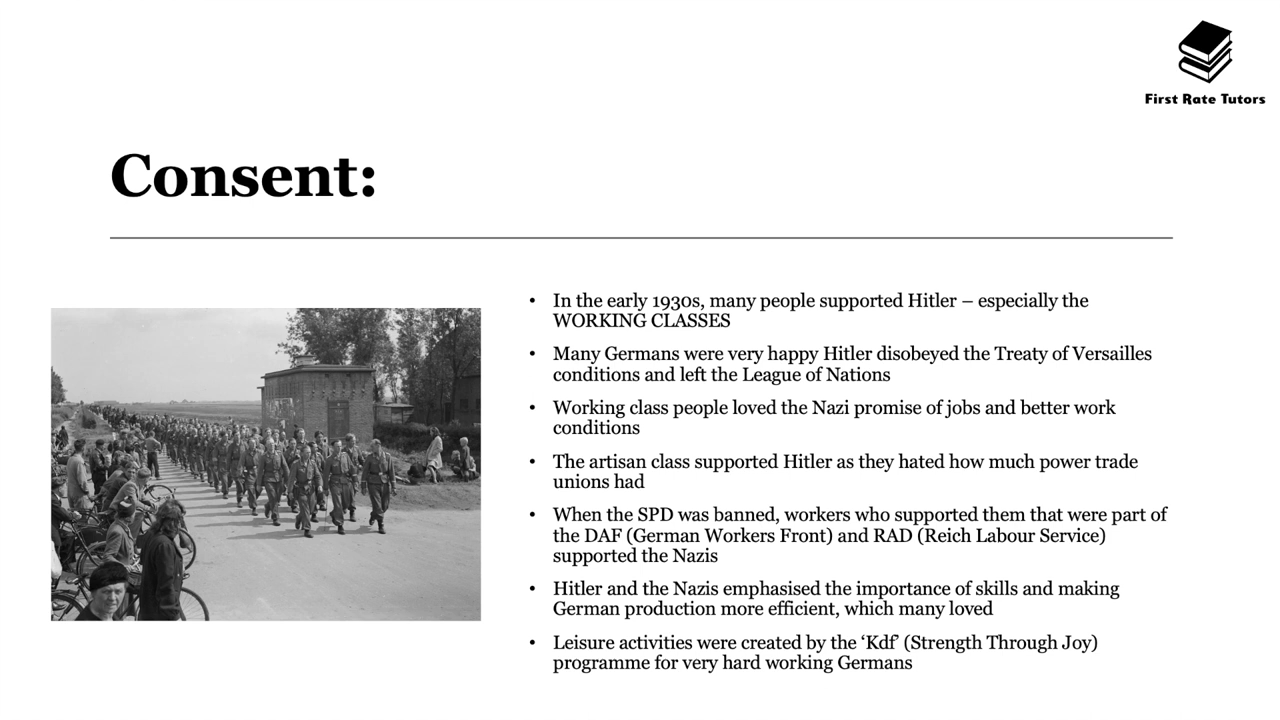 First Rate Tutors
Consent:
• In the early 1930s, many people supported Hitler – especially the
WORKING CLASSES
• Many Germans were very happy Hitler disobeyed the Treaty of Versailles
conditions and left the League of Nations
• Working class people loved the Nazi promise of jobs and better work
conditions
• The artisan class supported Hitler as they hated how much power trade
unions had
• When the SPD was banned, workers who supported them that were part of
the DAF (German Workers Front) and RAD (Reich Labour Service)
supported the Nazis
• Hitler and the Nazis emphasised the importance of skills and making
German production more efficient, which many loved
• Leisure activities were created by the ‘Kdf’ (Strength Through Joy)
programme for very hard working Germans